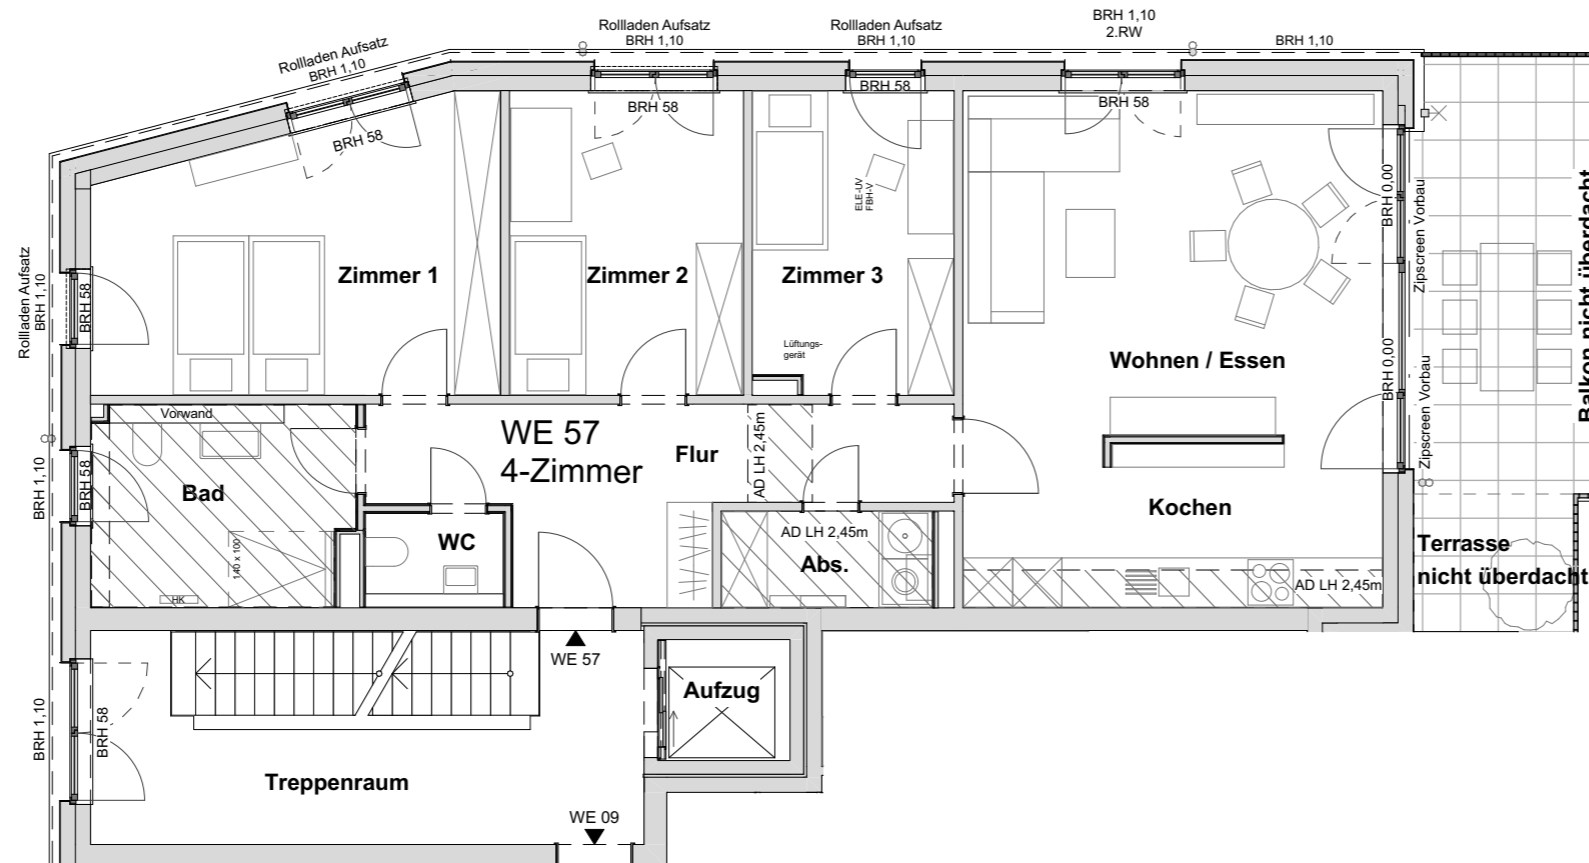 Rollladen Aufsatz
BRH 1,10
Rollladen Aufsatz
BRH 1,10
Rollladen Aufsatz
BRH 1,10
BRH 1,10
2.RW
BRH 1,10
BRH 58
BRH 58
BRH 58
BRH 58
Rollladen Aufsatz
BRH 1,10
BRH 58
Zimmer 1
Zimmer 2
Zimmer 3
ELE-UV
FBH-V
Lüftungs-
gerät
Wohnen / Essen
BRH 0,00
BRH 0,00
Zipscreen Vorbau
Zipscreen Vorbau
Balkon nicht überdacht
Vorwand
BRH 1,10
BRH 58
Bad
140 x 100
HK
WE 57
4-Zimmer
Flur
AD LH 2,45m
WC
AD LH 2,45m
Abs.
Kochen
AD LH 2,45m
Terrasse
nicht überdacht
WE 57
Aufzug
BRH 1,10
BRH 58
Treppenraum
WE 09